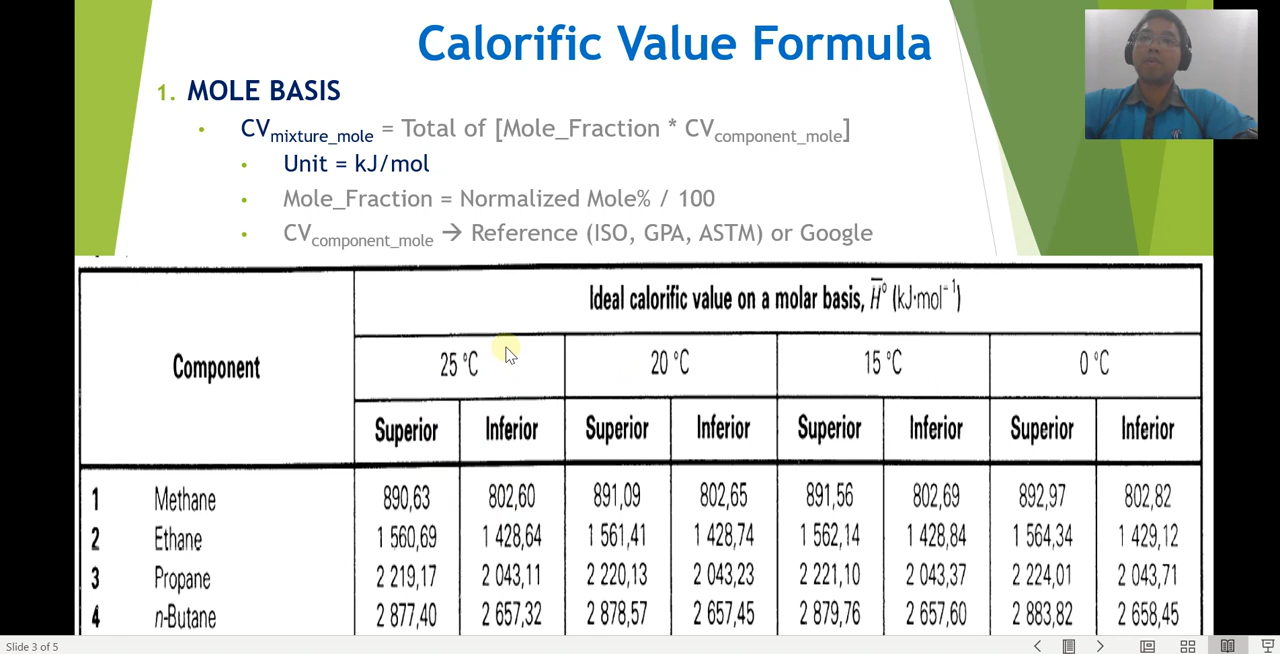 Calorific Value Formula
1. MOLE BASIS
• CVmixture_mole = Total of [Mole_Fraction * CVcomponent_mole]
• Unit = kJ/mol
• Mole_Fraction = Normalized Mole% / 100
• CVcomponent_mole → Reference (ISO, GPA, ASTM) or Google
Component
Ideal calorific value on a molar basis, H̅° (kJ·mol⁻¹)
25 °C 20 °C 15 °C 0 °C
Superior Inferior Superior Inferior Superior Inferior Superior Inferior
1 Methane 890,63 802,60 891,09 802,65 891,56 802,69 892,97 802,82
2 Ethane 1 560,69 1 428,64 1 561,41 1 428,74 1 562,14 1 428,84 1 564,34 1 429,12
3 Propane 2 219,17 2 043,11 2 220,13 2 043,23 2 221,10 2 043,37 2 224,01 2 043,71
4 n-Butane 2 877,40 2 657,32 2 878,57 2 657,45 2 879,76 2 657,60 2 883,82 2 658,45
Slide 3 of 5